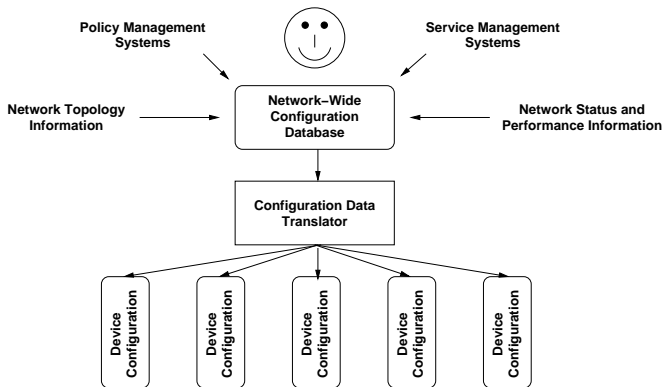 Policy Management
Systems
Service Management
Systems
Network Topology
Information
Network−Wide
Configuration
Database
Network Status and
Performance Information
Configuration Data
Translator
Device
Configuration
Device
Configuration
Device
Configuration
Device
Configuration
Device
Configuration